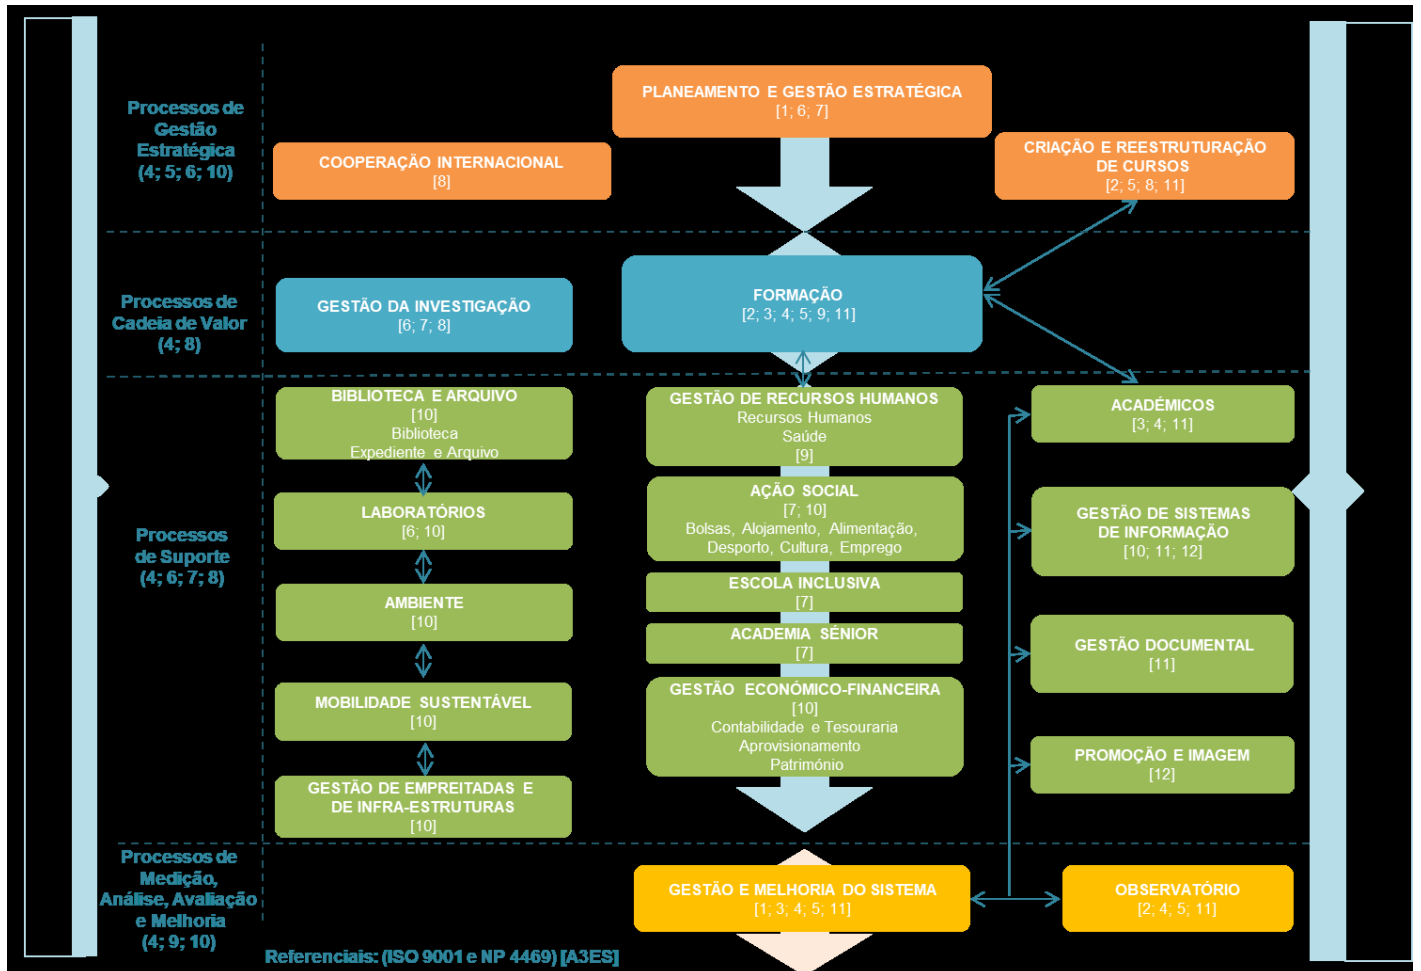 Processos de
Gestão
Estratégica
(4; 5; 6; 10)
PLANEAMENTO E GESTÃO ESTRATÉGICA
[1; 6; 7]
COOPERAÇÃO INTERNACIONAL
[8]
CRIAÇÃO E REESTRUTURAÇÃO
DE CURSOS
[2; 5; 8; 11]
Processos de
Cadeia de Valor
(4; 8)
GESTÃO DA INVESTIGAÇÃO
[6; 7; 8]
FORMAÇÃO
[2; 3; 4; 5; 9; 11]
Processos
de Suporte
(4; 6; 7; 8)
BIBLIOTECA E ARQUIVO
[10]
Biblioteca
Expediente e Arquivo
LABORATÓRIOS
[6; 10]
AMBIENTE
[10]
MOBILIDADE SUSTENTÁVEL
[10]
GESTÃO DE EMPREITADAS E
DE INFRA-ESTRUTURAS
[10]
GESTÃO DE RECURSOS HUMANOS
Recursos Humanos
Saúde
[9]
AÇÃO SOCIAL
[7; 10]
Bolsas, Alojamento, Alimentação,
Desporto, Cultura, Emprego
ESCOLA INCLUSIVA
[7]
ACADEMIA SÉNIOR
[7]
GESTÃO ECONÓMICO-FINANCEIRA
[10]
Contabilidade e Tesouraria
Aprovisionamento
Património
ACADÉMICOS
[3; 4; 11]
GESTÃO DE SISTEMAS
DE INFORMAÇÃO
[10; 11; 12]
GESTÃO DOCUMENTAL
[11]
PROMOÇÃO E IMAGEM
[12]
Processos de
Medição,
Análise, Avaliação
e Melhoria
(4; 9; 10)
GESTÃO E MELHORIA DO SISTEMA
[1; 3; 4; 5; 11]
OBSERVATÓRIO
[2; 4; 5; 11]
Referenciais: (ISO 9001 e NP 4469) [A3ES]